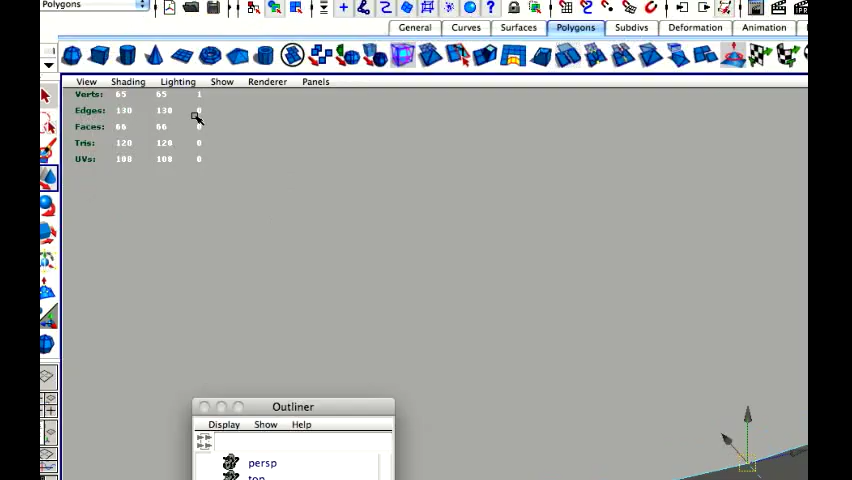 Polygons
General Curves Surfaces Polygons Subdivs Deformation Animation
View Shading Lighting Show Renderer Panels
Verts: 65 65 1
Edges: 130 130 0
Faces: 66 66 0
Tris: 120 120 0
UVs: 108 108 0
Outliner
Display Show Help
persp
top